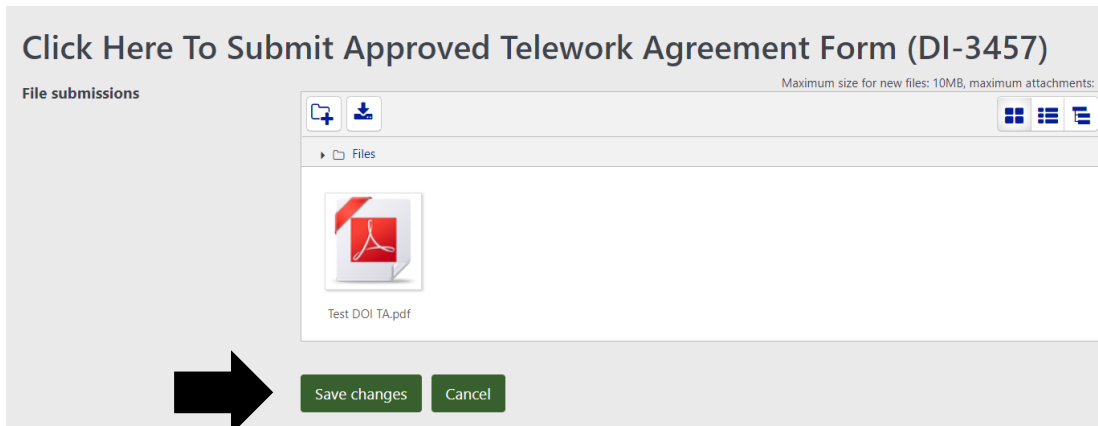 Click Here To Submit Approved Telework Agreement Form (DI-3457)
Maximum size for new files: 10MB, maximum attachments:
File submissions
Files
Test DOI TA.pdf
Save changes
Cancel